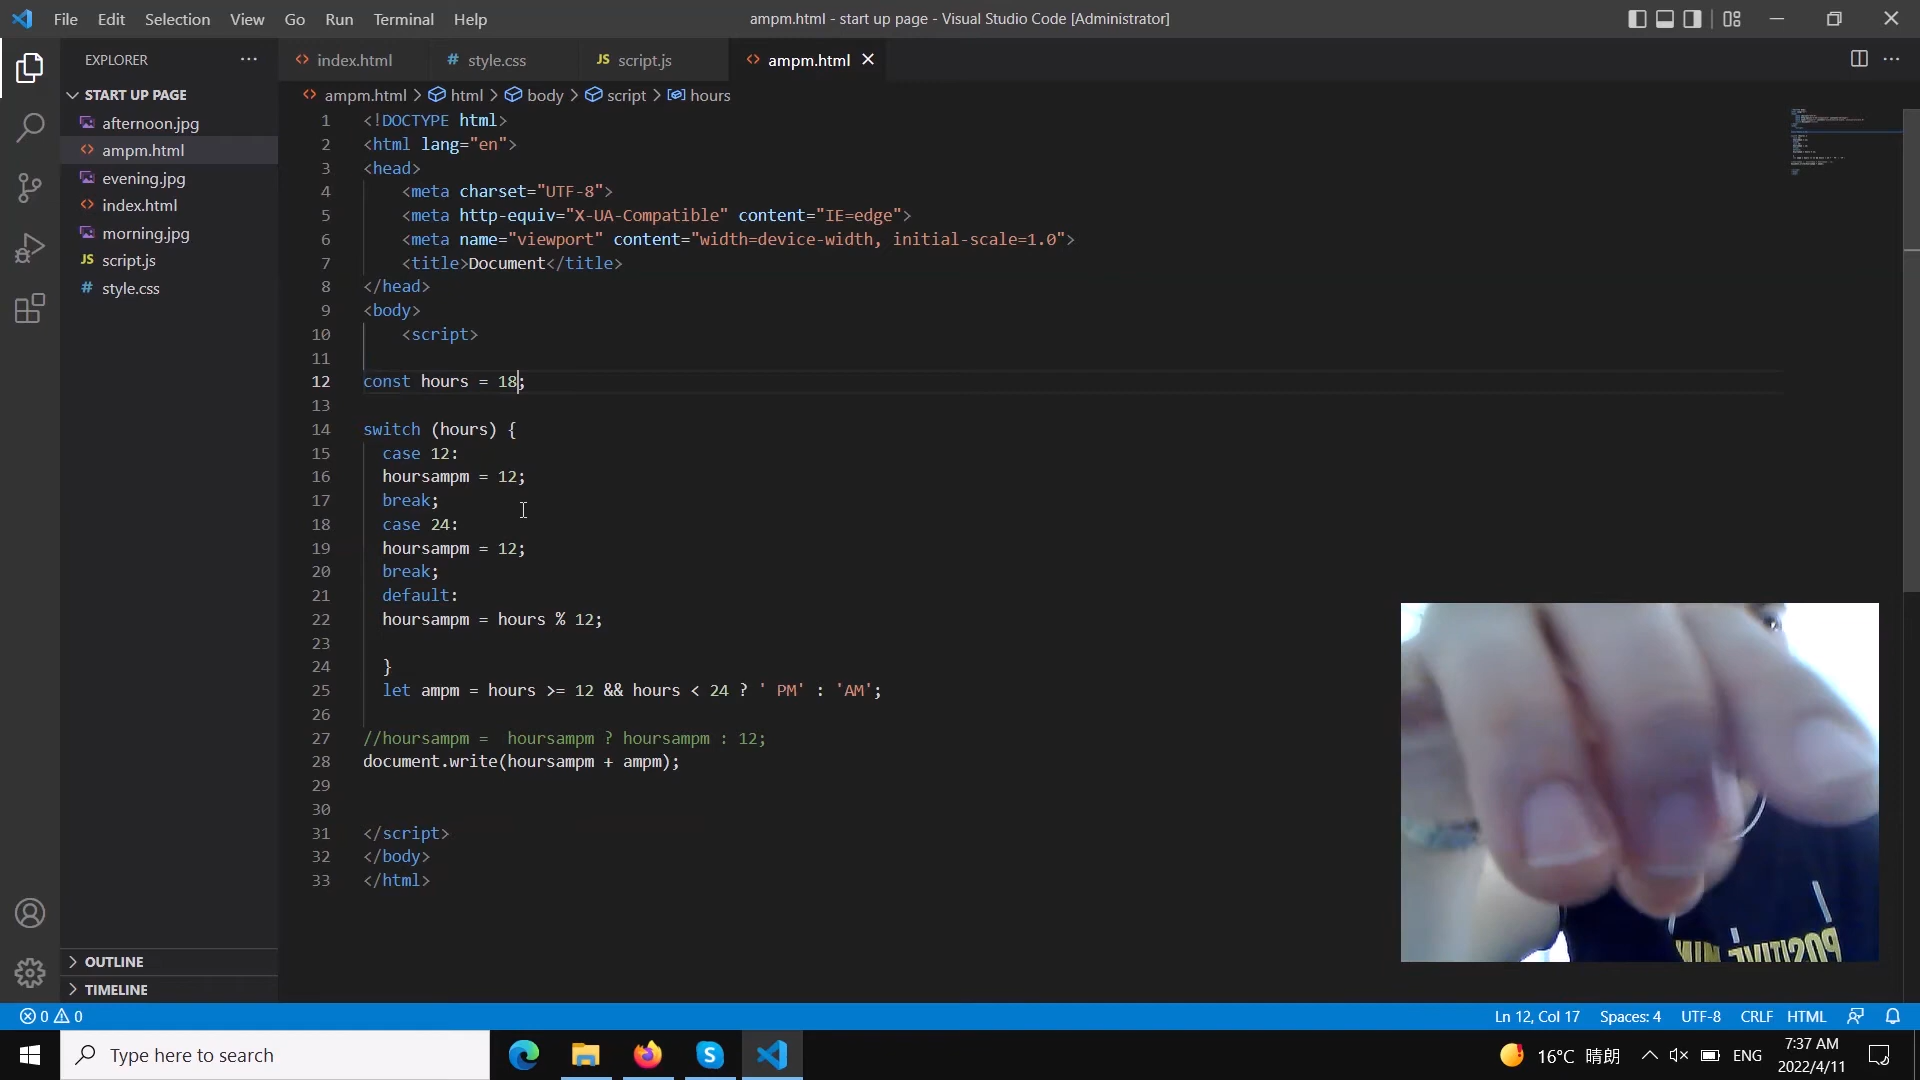 File Edit Selection View Go Run Terminal Help
ampm.html - start up page - Visual Studio Code [Administrator]
EXPLORER
START UP PAGE
afternoon.jpg
ampm.html
evening.jpg
index.html
morning.jpg
JS script.js
# style.css
OUTLINE
TIMELINE
<> index.html
# style.css
JS script.js
<> ampm.html
ampm.html > html > body > script > hours
1 <!DOCTYPE html>
2 <html lang="en">
3 <head>
4 <meta charset="UTF-8">
5 <meta http-equiv="X-UA-Compatible" content="IE=edge">
6 <meta name="viewport" content="width=device-width, initial-scale=1.0">
7 <title>Document</title>
8 </head>
9 <body>
10 <script>
11
12 const hours = 18;
13
14 switch (hours) {
15 case 12:
16 hoursampm = 12;
17 break;
18 case 24:
19 hoursampm = 12;
20 break;
21 default:
22 hoursampm = hours % 12;
23
24 }
25 let ampm = hours >= 12 && hours < 24 ? ' PM' : 'AM';
26
27 //hoursampm =  hoursampm ? hoursampm : 12;
28 document.write(hoursampm + ampm);
29
30
31 </script>
32 </body>
33 </html>
POSITIVE
0 0
Ln 12, Col 17 Spaces: 4 UTF-8 CRLF HTML
Type here to search
16°C 晴朗
ENG
7:37 AM
2022/4/11